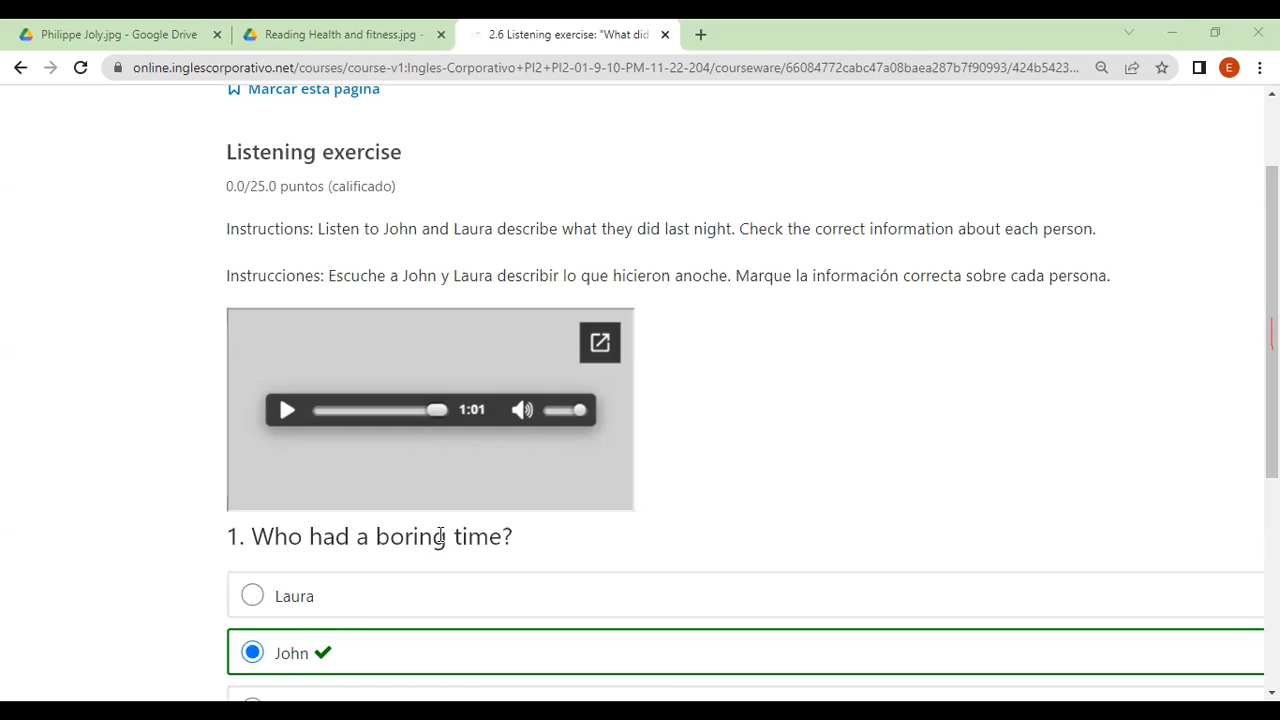 Philippe Joly.jpg - Google Drive
Reading Health and fitness.jpg -
2.6 Listening exercise: "What did
online.inglescorporativo.net/courses/course-v1:Ingles-Corporativo+PI2+PI2-01-9-10-PM-11-22-204/courseware/66084772cabc47a08baea287b7f90993/424b5423...
E
Marcar esta página
Listening exercise
0.0/25.0 puntos (calificado)
Instructions: Listen to John and Laura describe what they did last night. Check the correct information about each person.
Instrucciones: Escuche a John y Laura describir lo que hicieron anoche. Marque la información correcta sobre cada persona.
1:01
1. Who had a boring time?
Laura
John